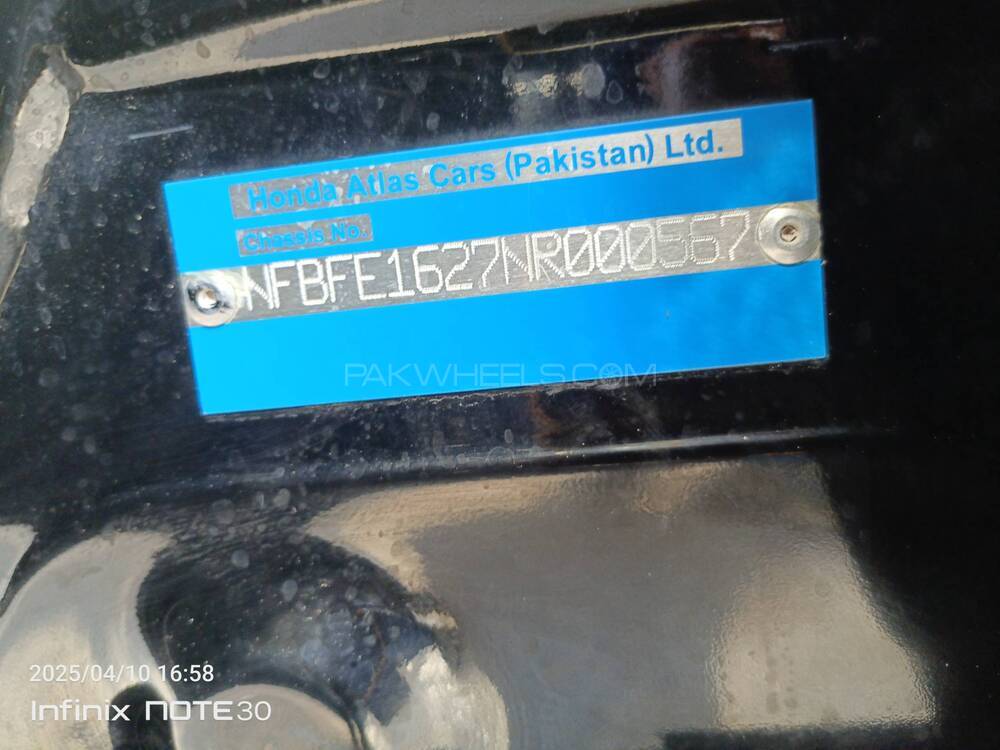 Honda Atlas Cars (Pakistan) Ltd.
Chassis No.
NFBFE1627NR000567
PAKWHEELS.COM
2025/04/10 16:58
Infinix NOTE30